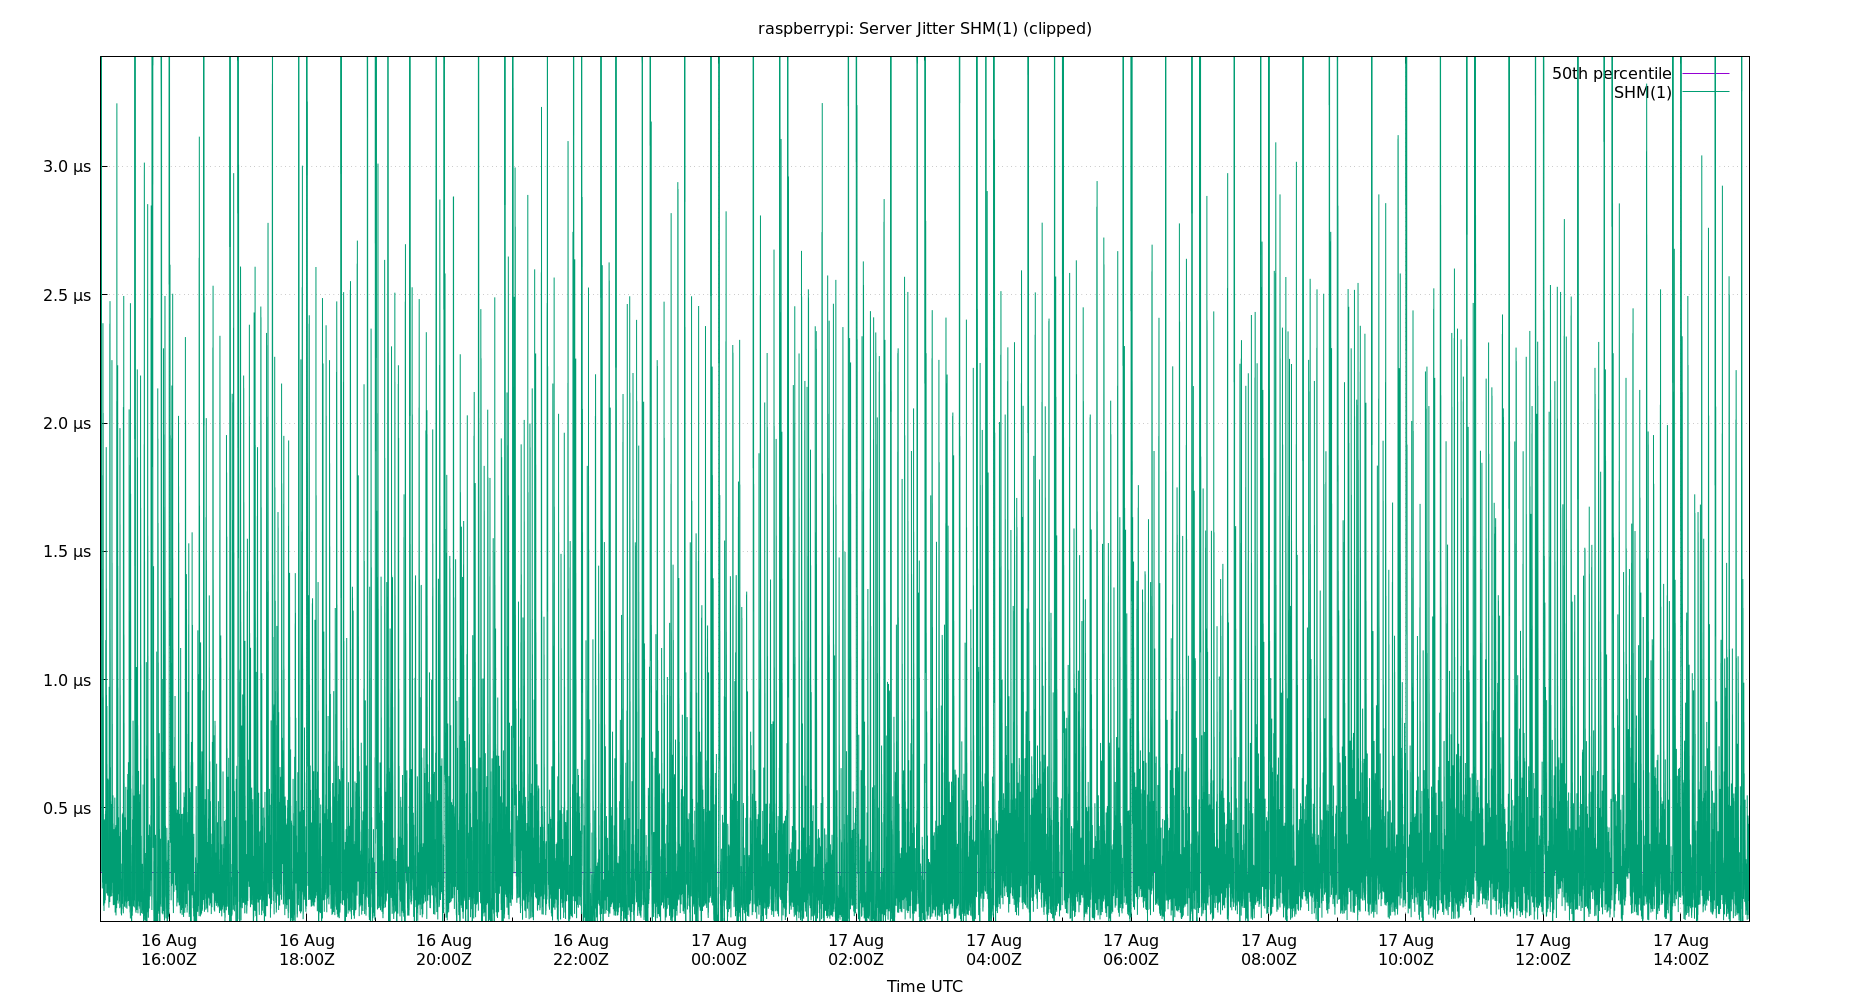 raspberrypi: Server Jitter SHM(1) (clipped)
50th percentile
SHM(1)
3.0 µs
2.5 µs
2.0 µs
1.5 µs
1.0 µs
0.5 µs
16 Aug 16 Aug 16 Aug 16 Aug 17 Aug 17 Aug 17 Aug 17 Aug 17 Aug 17 Aug 17 Aug 17 Aug
16:00Z 18:00Z 20:00Z 22:00Z 00:00Z 02:00Z 04:00Z 06:00Z 08:00Z 10:00Z 12:00Z 14:00Z
Time UTC